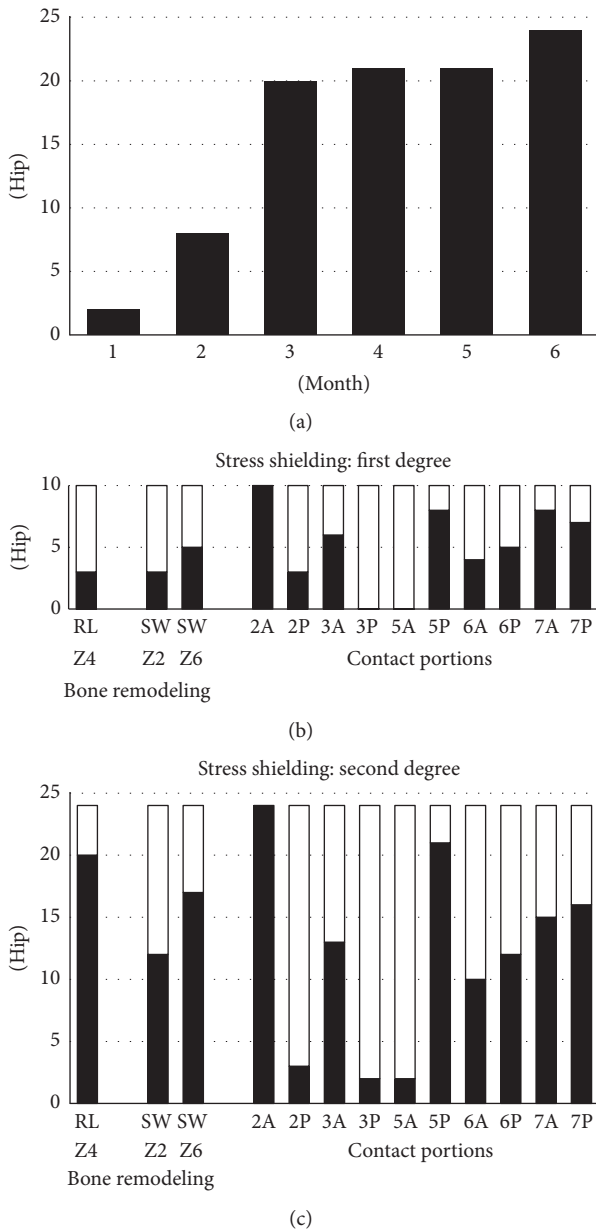 25
20
15
10
5
0
(Hip)
1 2 3 4 5 6
(Month)
(a)
Stress shielding: first degree
10
5
0
(Hip)
RL SW SW 2A 2P 3A 3P 5A 5P 6A 6P 7A 7P
Z4 Z2 Z6 Contact portions
Bone remodeling
(b)
Stress shielding: second degree
25
20
15
10
5
0
(Hip)
RL SW SW 2A 2P 3A 3P 5A 5P 6A 6P 7A 7P
Z4 Z2 Z6 Contact portions
Bone remodeling
(c)